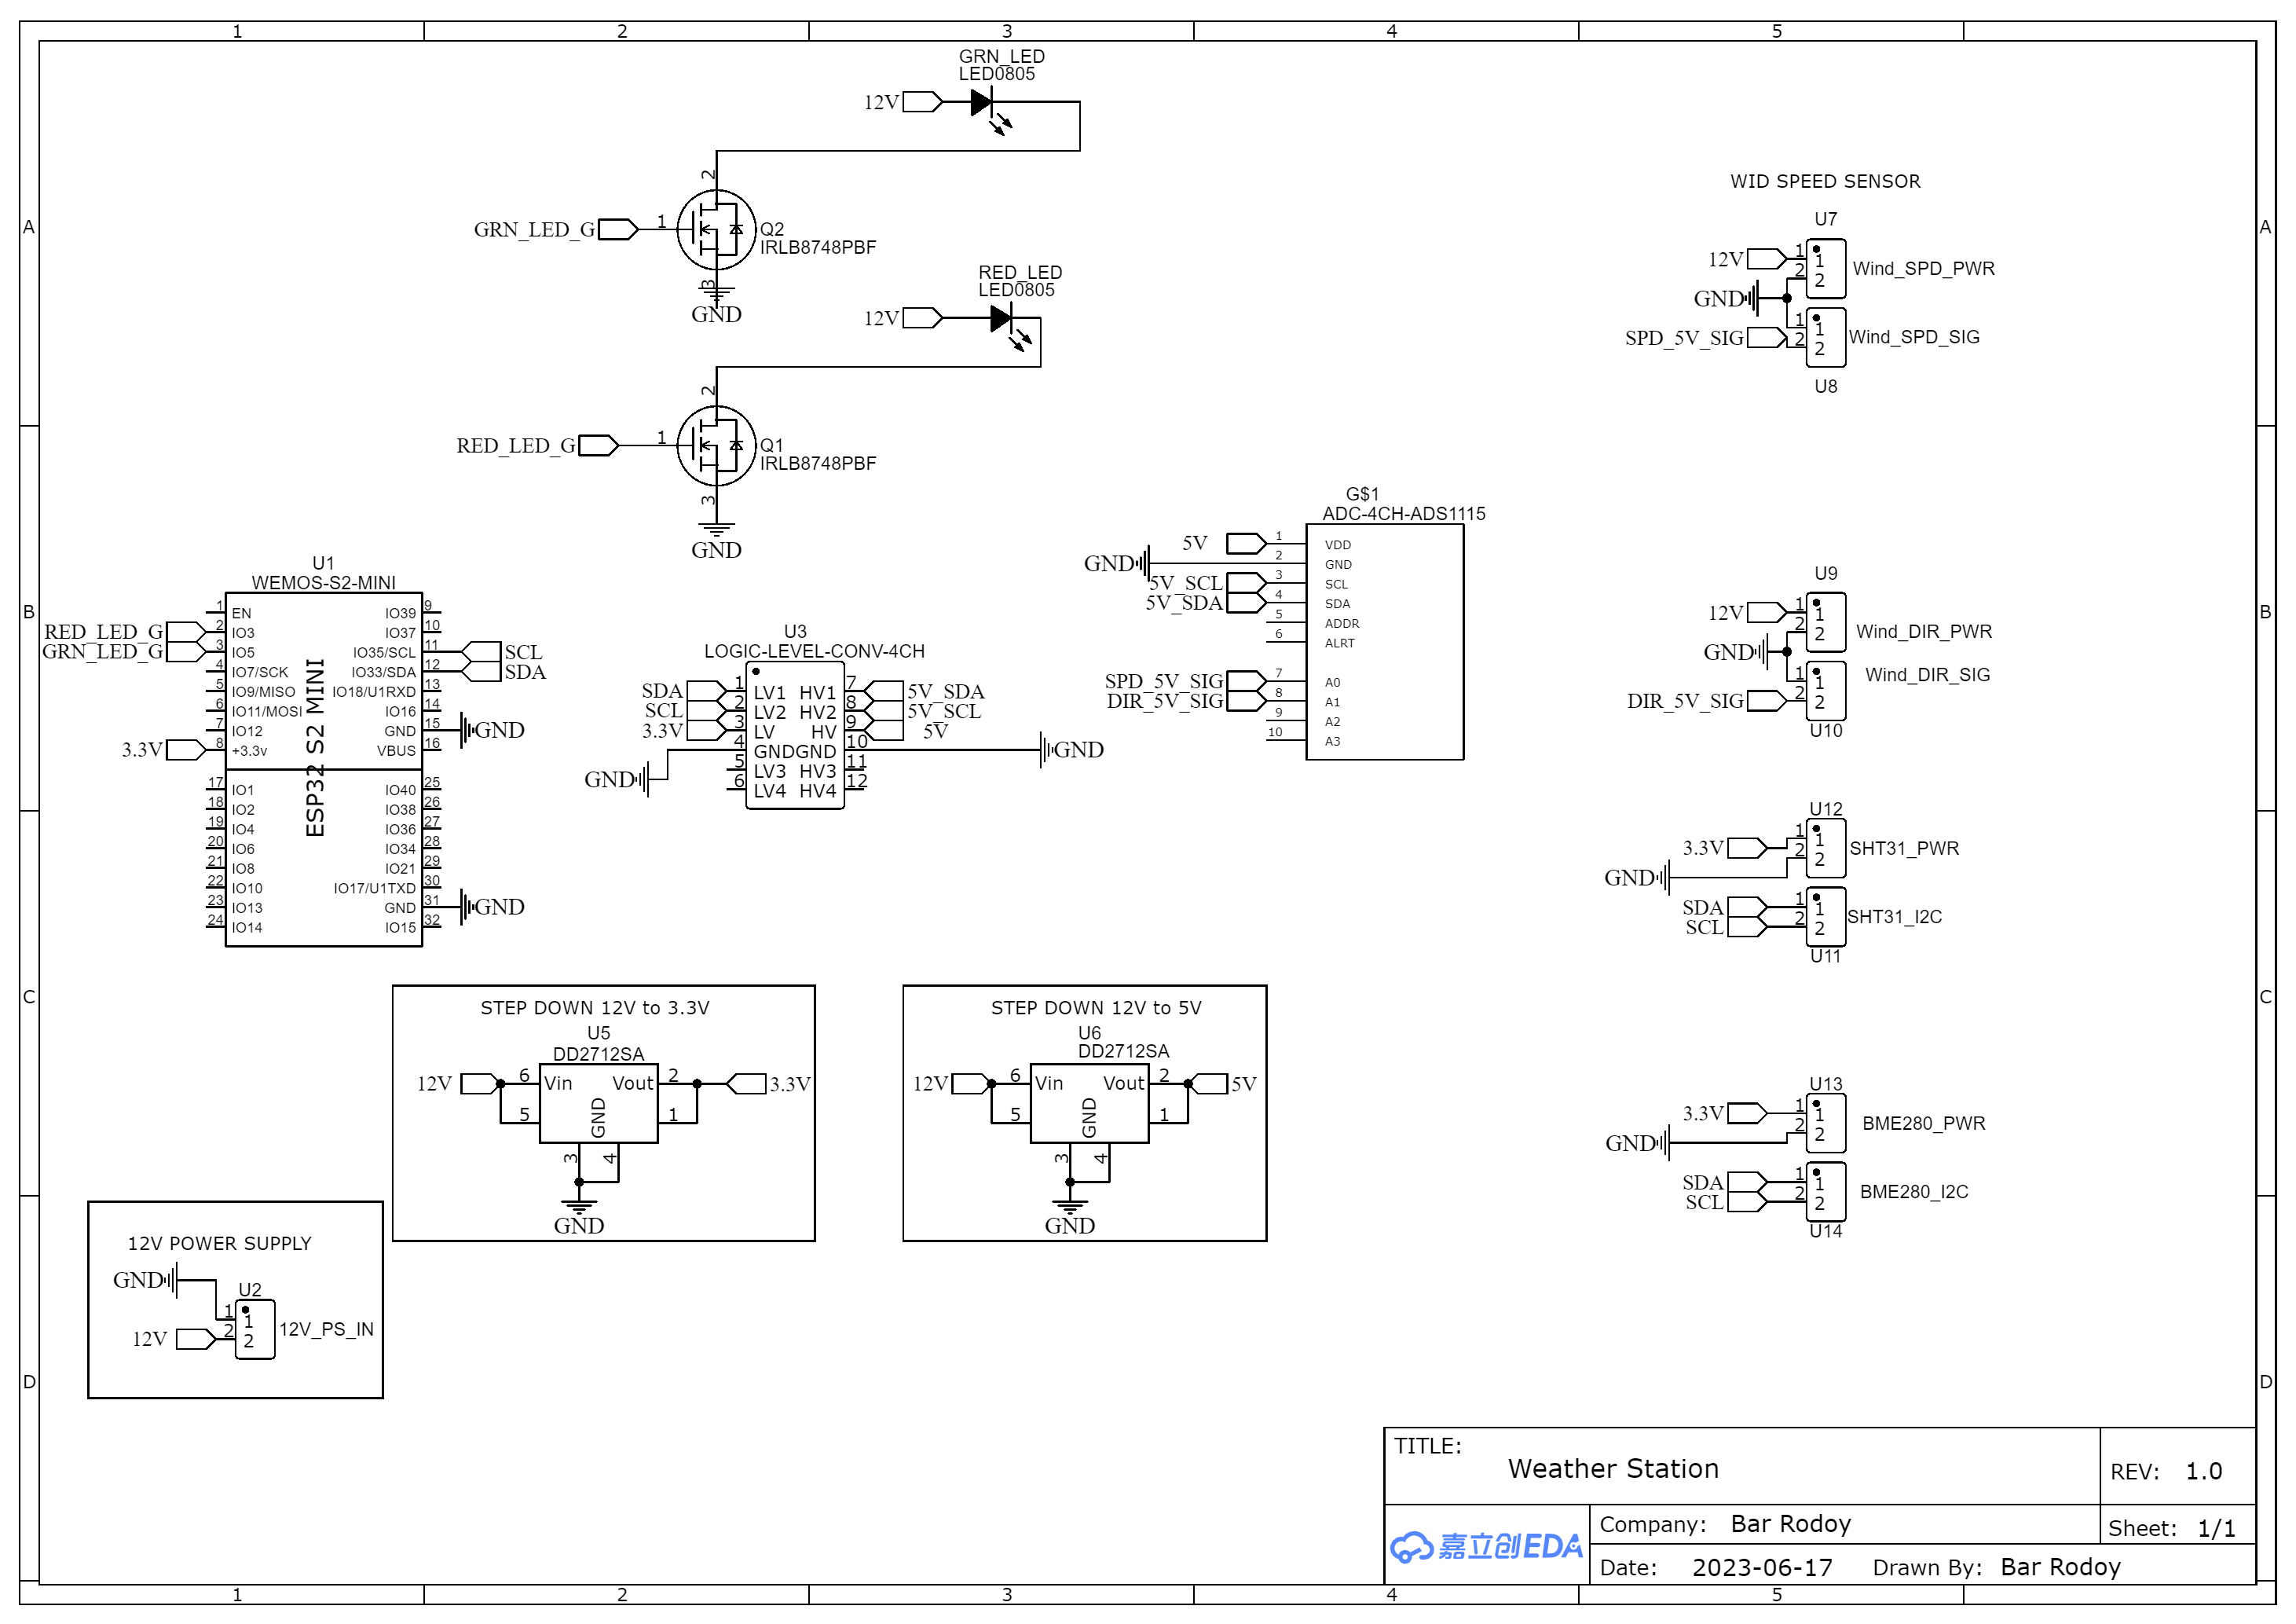 1 2 3 4 5
A
B
C
D
A
B
C
D
1 2 3 4 5
GRN_LED
LED0805
12V
2
GRN_LED_G
1
Q2
IRLB8748PBF
3
GND
RED_LED
LED0805
12V
2
RED_LED_G
1
Q1
IRLB8748PBF
3
GND
WID SPEED SENSOR
U7
12V
1 1
2 2
Wind_SPD_PWR
GND
SPD_5V_SIG
1 1
2 2
Wind_SPD_SIG
U8
U1
WEMOS-S2-MINI
ESP32 S2 MINI
1 EN IO39 9
RED_LED_G 2 IO3 IO37 10
GRN_LED_G 3 IO5 IO35/SCL 11 SCL
4 IO7/SCK IO33/SDA 12 SDA
5 IO9/MISO IO18/U1RXD 13
6 IO11/MOSI IO16 14
7 IO12 GND 15 GND
3.3V 8 +3.3v VBUS 16
17 IO1 IO40 25
18 IO2 IO38 26
19 IO4 IO36 27
20 IO6 IO34 28
21 IO8 IO21 29
22 IO10 IO17/U1TXD 30
23 IO13 GND 31 GND
24 IO14 IO15 32
U3
LOGIC-LEVEL-CONV-4CH
SDA 1 LV1 HV1 7 5V_SDA
SCL 2 LV2 HV2 8 5V_SCL
3.3V 3 LV HV 9 5V
4 GND GND 10 GND
GND 5 LV3 HV3 11
6 LV4 HV4 12
G$1
ADC-4CH-ADS1115
5V 1 VDD
GND 2 GND
5V_SCL 3 SCL
5V_SDA 4 SDA
5 ADDR
6 ALRT
SPD_5V_SIG 7 A0
DIR_5V_SIG 8 A1
9 A2
10 A3
U9
12V
1 1
2 2
Wind_DIR_PWR
GND
DIR_5V_SIG
1 1
2 2
Wind_DIR_SIG
U10
U12
3.3V
1 1
2 2
SHT31_PWR
GND
SDA 1 1
SCL 2 2
SHT31_I2C
U11
U13
3.3V
1 1
2 2
BME280_PWR
GND
SDA 1 1
SCL 2 2
BME280_I2C
U14
STEP DOWN 12V to 3.3V
U5
DD2712SA
12V 6 Vin Vout 2 3.3V
5 GND 1
3 4
GND
STEP DOWN 12V to 5V
U6
DD2712SA
12V 6 Vin Vout 2 5V
5 GND 1
3 4
GND
12V POWER SUPPLY
GND
U2
1 1
12V 2 2
12V_PS_IN
TITLE:
Weather Station
REV: 1.0
嘉立创EDA
Company: Bar Rodoy
Sheet: 1/1
Date: 2023-06-17 Drawn By: Bar Rodoy